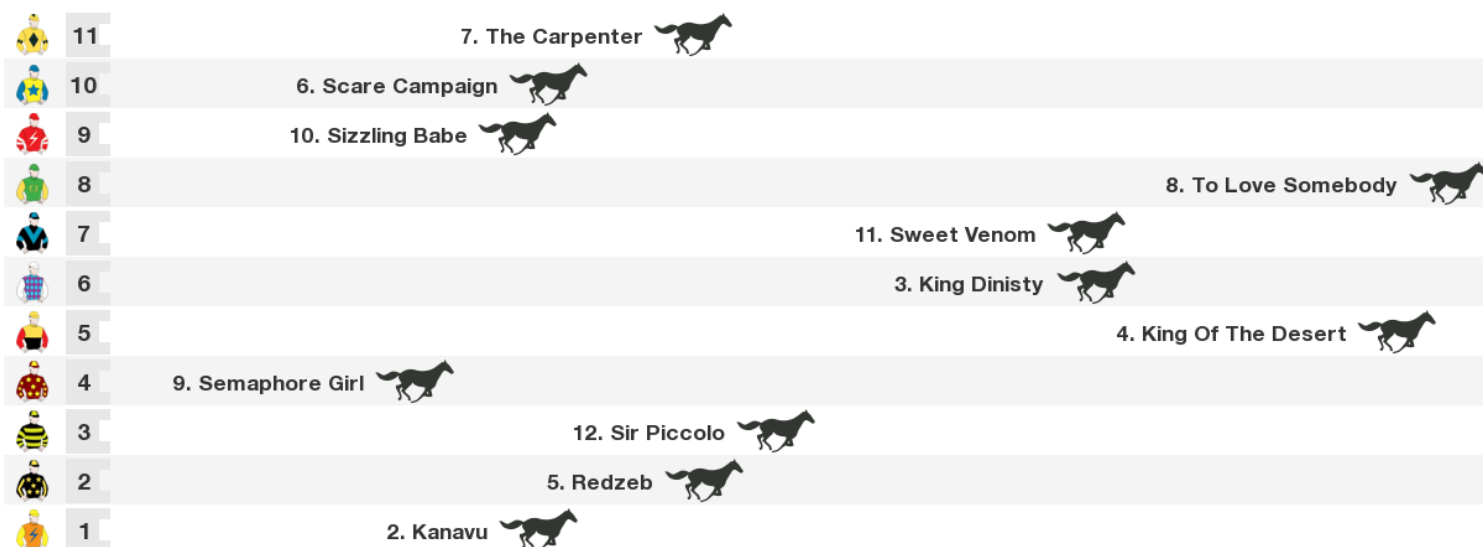 11 7. The Carpenter
10 6. Scare Campaign
9 10. Sizzling Babe
8 8. To Love Somebody
7 11. Sweet Venom
6 3. King Dinisty
5 4. King Of The Desert
4 9. Semaphore Girl
3 12. Sir Piccolo
2 5. Redzeb
1 2. Kanavu